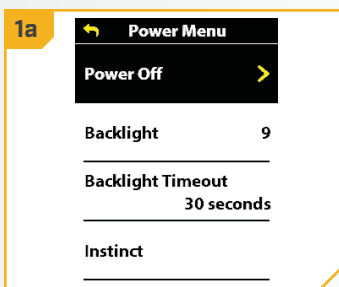 1a
Power Menu
Power Off
Backlight 9
Backlight Timeout
30 seconds
Instinct